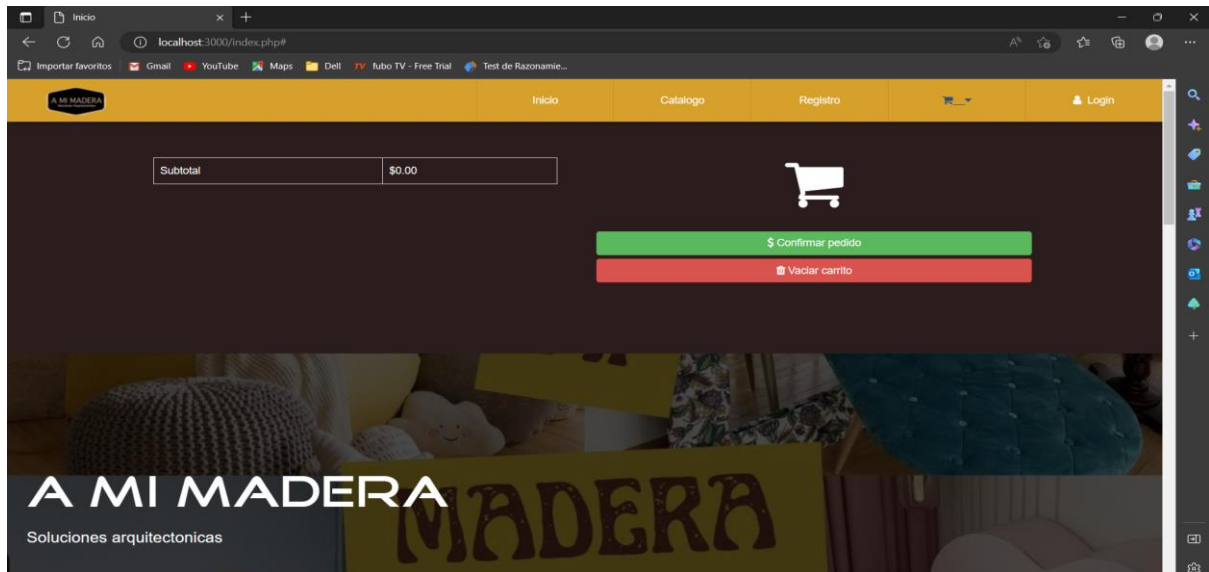 Inicio
localhost:3000/index.php#
Importar favoritos Gmail YouTube Maps Dell fubo TV - Free Trial Test de Razonamie...
A MI MADERA
Inicio Catalogo Registro Login
Subtotal $0.00
$ Confirmar pedido
Vaciar carrito
A MI MADERA
MADERA
Soluciones arquitectonicas